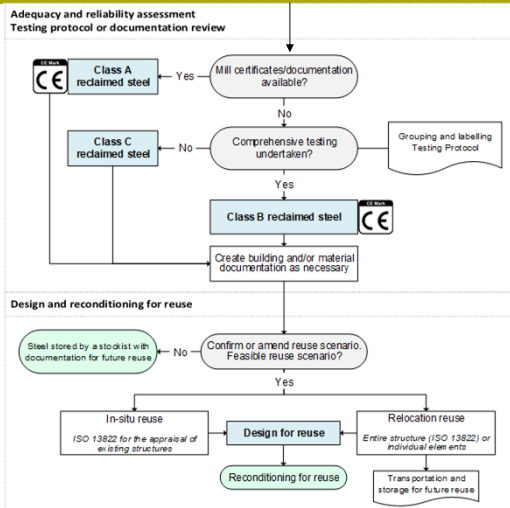 Adequacy and reliability assessment
Testing protocol or documentation review
CE Mark
CE
Class A
reclaimed steel
Yes
Mill certificates/documentation
available?
No
Class C
reclaimed steel
No
Comprehensive testing
undertaken?
Grouping and labelling
Testing Protocol
Yes
Class B reclaimed steel
CE Mark
CE
Create building and/or material
documentation as necessary
Design and reconditioning for reuse
Steel stored by a stockist with
documentation for future reuse
No
Confirm or amend reuse scenario.
Feasible reuse scenario?
Yes
In-situ reuse
ISO 13822 for the appraisal of
existing structures
Design for reuse
Relocation reuse
Entire structure (ISO 13822) or
individual elements
Reconditioning for reuse
Transportation and
storage for future reuse